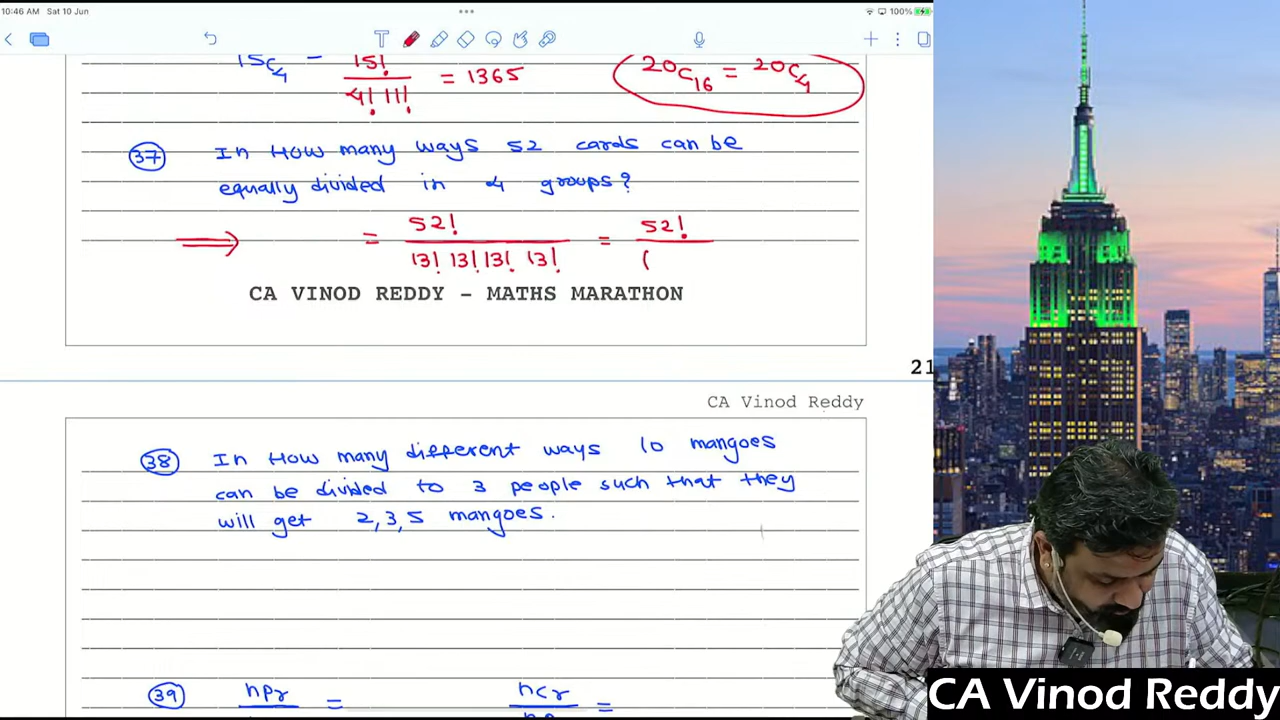 10:46 AM Sat 10 Jun
100%
15C4 = 15! / 4! 11! = 1365
20C16 = 20C4
37 In How many ways 52 cards can be
equally divided in 4 groups?
⟹ = 52! / 13! 13! 13! 13! = 52! / (
CA VINOD REDDY - MATHS MARATHON
21
CA Vinod Reddy
38 In How many different ways 10 mangoes
can be divided to 3 people such that they
will get 2,3,5 mangoes.
39 nPr = nCr =
CA Vinod Reddy